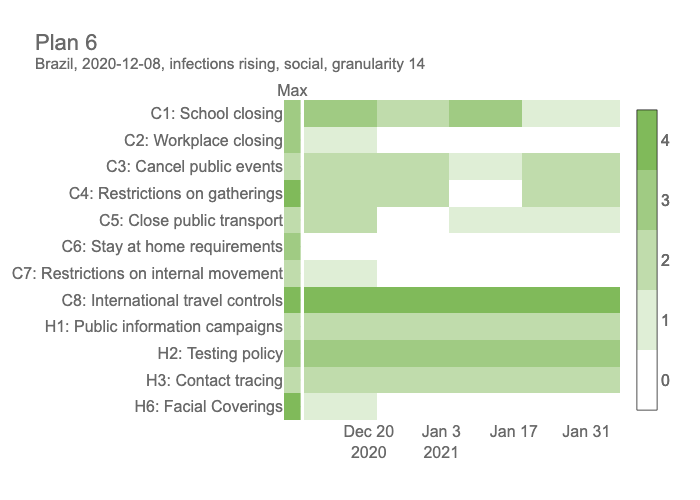 Plan 6
Brazil, 2020-12-08, infections rising, social, granularity 14
Max
C1: School closing
C2: Workplace closing
C3: Cancel public events
C4: Restrictions on gatherings
C5: Close public transport
C6: Stay at home requirements
C7: Restrictions on internal movement
C8: International travel controls
H1: Public information campaigns
H2: Testing policy
H3: Contact tracing
H6: Facial Coverings
Dec 20 Jan 3 Jan 17 Jan 31
2020 2021
4
3
2
1
0